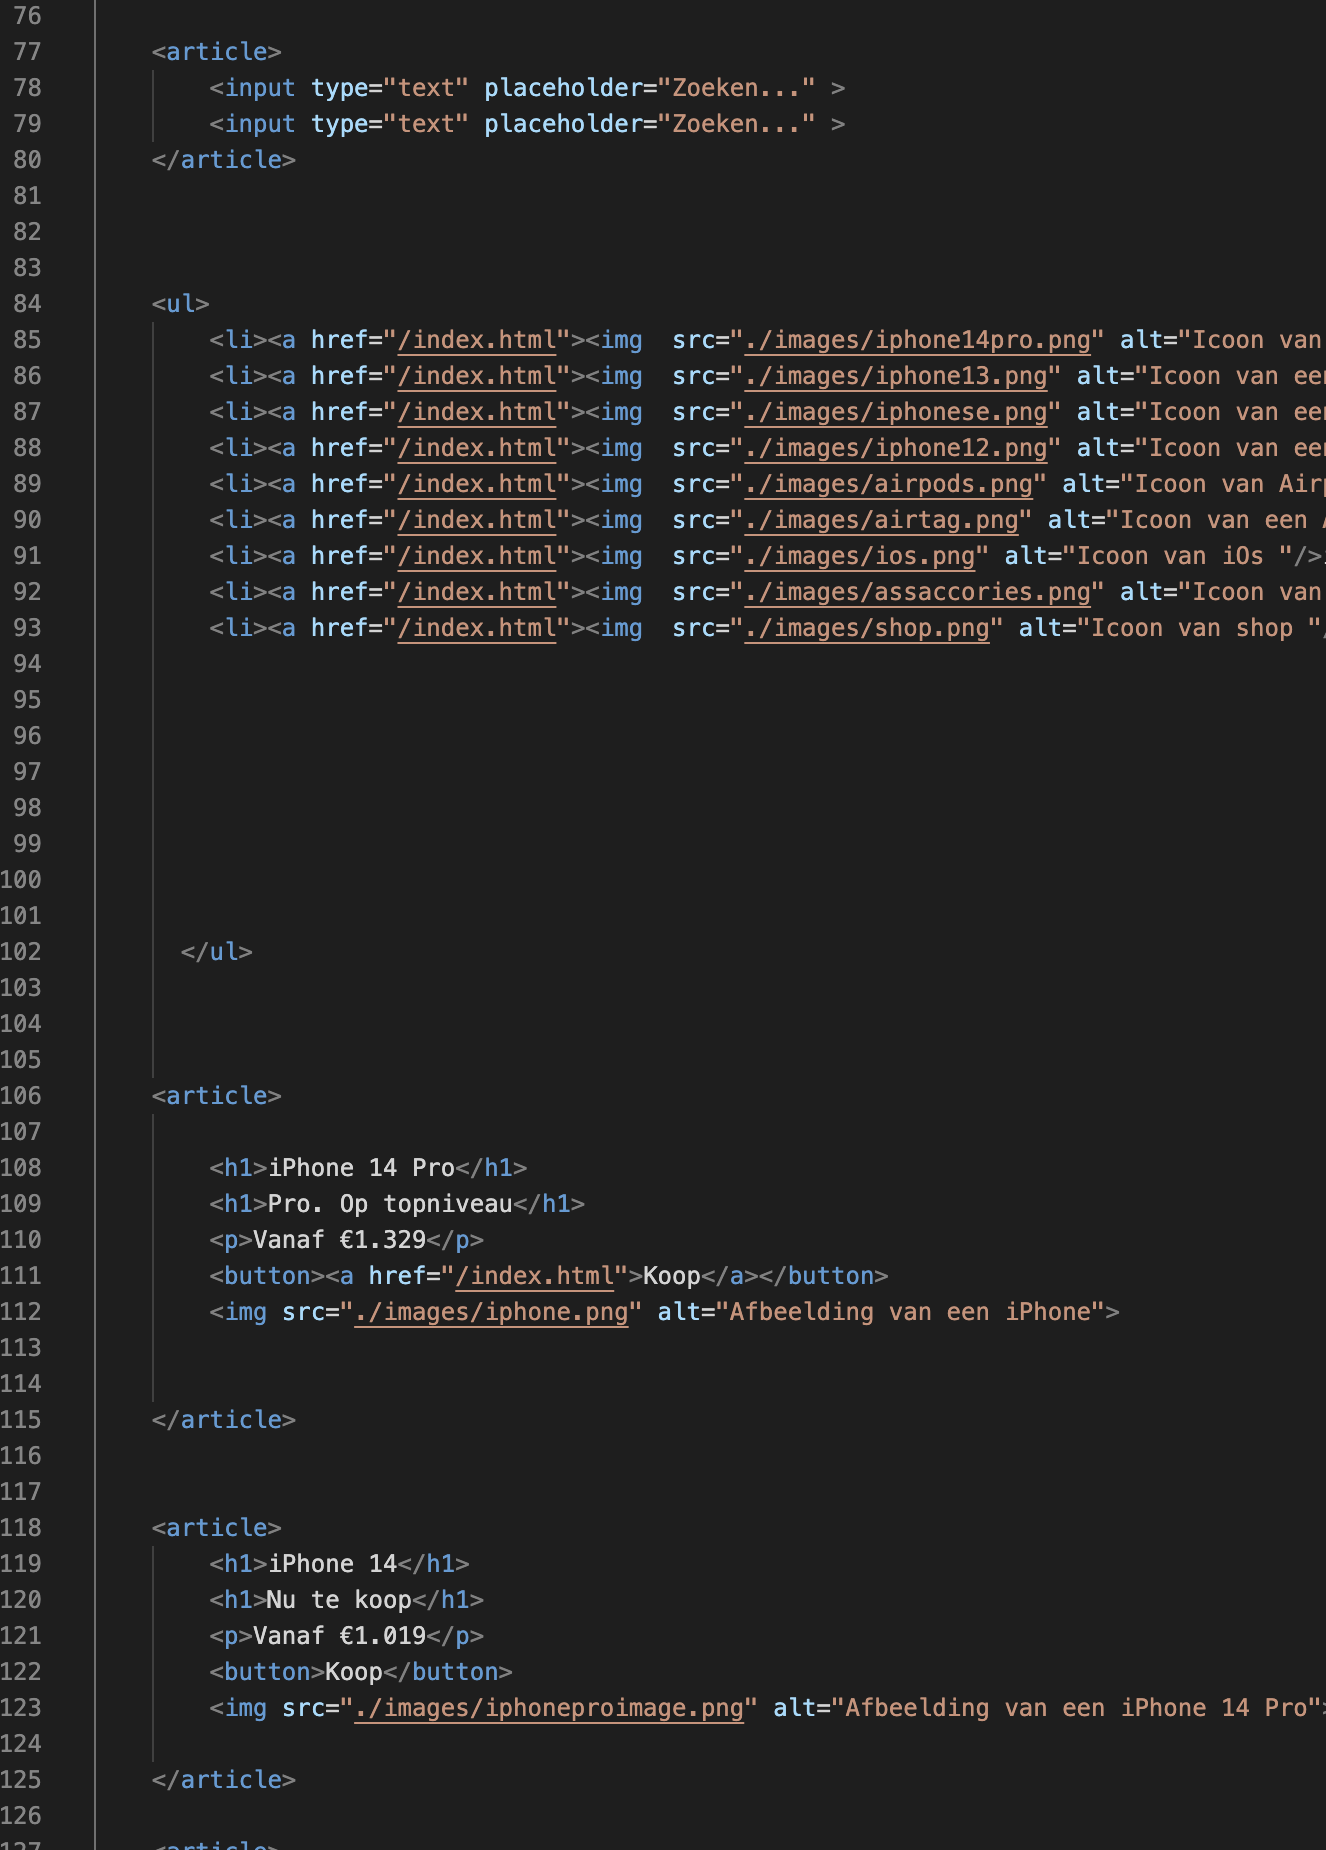 76
77 <article>
78 <input type="text" placeholder="Zoeken..." >
79 <input type="text" placeholder="Zoeken..." >
80 </article>
81
82
83
84 <ul>
85 <li><a href="/index.html"><img  src="./images/iphone14pro.png" alt="Icoon van
86 <li><a href="/index.html"><img  src="./images/iphone13.png" alt="Icoon van een
87 <li><a href="/index.html"><img  src="./images/iphonese.png" alt="Icoon van een
88 <li><a href="/index.html"><img  src="./images/iphone12.png" alt="Icoon van een
89 <li><a href="/index.html"><img  src="./images/airpods.png" alt="Icoon van Airp
90 <li><a href="/index.html"><img  src="./images/airtag.png" alt="Icoon van een A
91 <li><a href="/index.html"><img  src="./images/ios.png" alt="Icoon van iOs "/>
92 <li><a href="/index.html"><img  src="./images/assaccories.png" alt="Icoon van
93 <li><a href="/index.html"><img  src="./images/shop.png" alt="Icoon van shop "/
94
95
96
97
98
99
100
101
102 </ul>
103
104
105
106 <article>
107
108 <h1>iPhone 14 Pro</h1>
109 <h1>Pro. Op topniveau</h1>
110 <p>Vanaf €1.329</p>
111 <button><a href="/index.html">Koop</a></button>
112 <img src="./images/iphone.png" alt="Afbeelding van een iPhone">
113
114
115 </article>
116
117
118 <article>
119 <h1>iPhone 14</h1>
120 <h1>Nu te koop</h1>
121 <p>Vanaf €1.019</p>
122 <button>Koop</button>
123 <img src="./images/iphoneproimage.png" alt="Afbeelding van een iPhone 14 Pro">
124
125 </article>
126
127 <article>